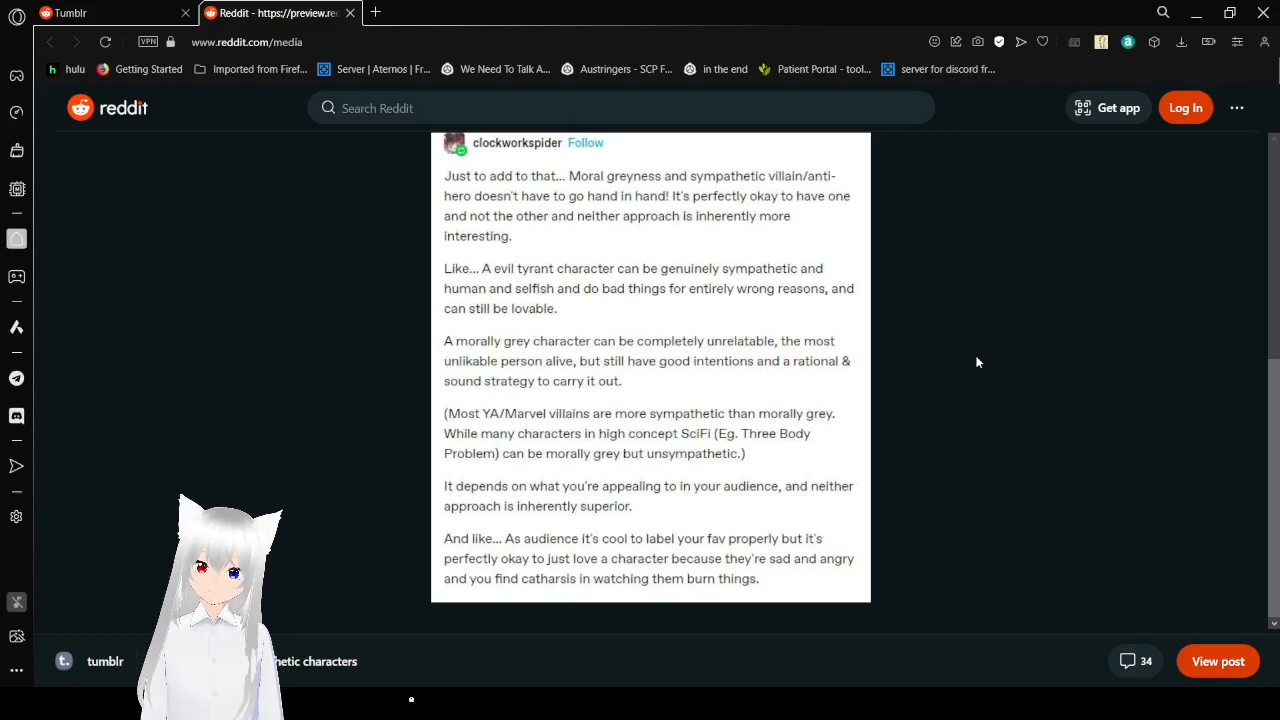 Tumblr
Reddit - https://preview.re
VPN
www.reddit.com/media
hulu
Getting Started
Imported from Firef...
Server | Aternos | Fr...
We Need To Talk A...
Austringers - SCP F...
in the end
Patient Portal - tool...
server for discord fr...
reddit
Search Reddit
Get app
Log In
clockworkspider Follow
Just to add to that... Moral greyness and sympathetic villain/anti-
hero doesn't have to go hand in hand! It's perfectly okay to have one
and not the other and neither approach is inherently more
interesting.
Like... A evil tyrant character can be genuinely sympathetic and
human and selfish and do bad things for entirely wrong reasons, and
can still be lovable.
A morally grey character can be completely unrelatable, the most
unlikable person alive, but still have good intentions and a rational &
sound strategy to carry it out.
(Most YA/Marvel villains are more sympathetic than morally grey.
While many characters in high concept SciFi (Eg. Three Body
Problem) can be morally grey but unsympathetic.)
It depends on what you're appealing to in your audience, and neither
approach is inherently superior.
And like... As audience it's cool to label your fav properly but it's
perfectly okay to just love a character because they're sad and angry
and you find catharsis in watching them burn things.
tumblr
hetic characters
34
View post